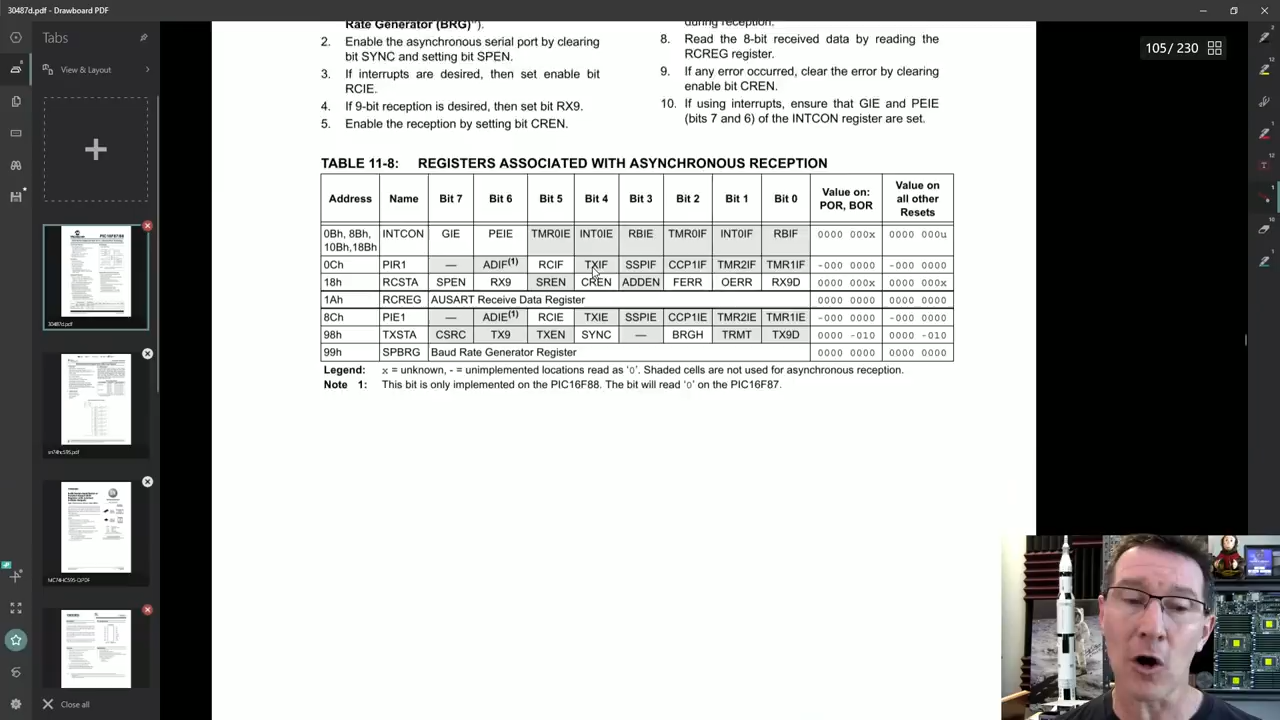 30487d.pdf - Drawboard PDF
Tabs
View & Layout
30487d.pdf
sn74hc595.pdf
MC74HC595-D.PDF
Close all
105 / 230
Rate Generator (BRG)
2. Enable the asynchronous serial port by clearing
bit SYNC and setting bit SPEN.
3. If interrupts are desired, then set enable bit
RCIE.
4. If 9-bit reception is desired, then set bit RX9.
5. Enable the reception by setting bit CREN.
during reception.
8. Read the 8-bit received data by reading the
RCREG register.
9. If any error occurred, clear the error by clearing
enable bit CREN.
10. If using interrupts, ensure that GIE and PEIE
(bits 7 and 6) of the INTCON register are set.
TABLE 11-8: REGISTERS ASSOCIATED WITH ASYNCHRONOUS RECEPTION
Address Name Bit 7 Bit 6 Bit 5 Bit 4 Bit 3 Bit 2 Bit 1 Bit 0 Value on: POR, BOR Value on all other Resets
0Bh, 8Bh, 10Bh,18Bh INTCON GIE PEIE TMR0IE INT0IE RBIE TMR0IF INT0IF RBIF 0000 000x 0000 000u
0Ch PIR1 — ADIF(1) RCIF TXIF SSPIF CCP1IF TMR2IF TMR1IF -000 0000 -000 0000
18h RCSTA SPEN RX9 SREN CREN ADDEN FERR OERR RX9D 0000 000x 0000 000x
1Ah RCREG AUSART Receive Data Register 0000 0000 0000 0000
8Ch PIE1 — ADIE(1) RCIE TXIE SSPIE CCP1IE TMR2IE TMR1IE -000 0000 -000 0000
98h TXSTA CSRC TX9 TXEN SYNC — BRGH TRMT TX9D 0000 -010 0000 -010
99h SPBRG Baud Rate Generator Register 0000 0000 0000 0000
Legend: x = unknown, - = unimplemented locations read as '0'. Shaded cells are not used for asynchronous reception.
Note 1: This bit is only implemented on the PIC16F88. The bit will read '0' on the PIC16F87.